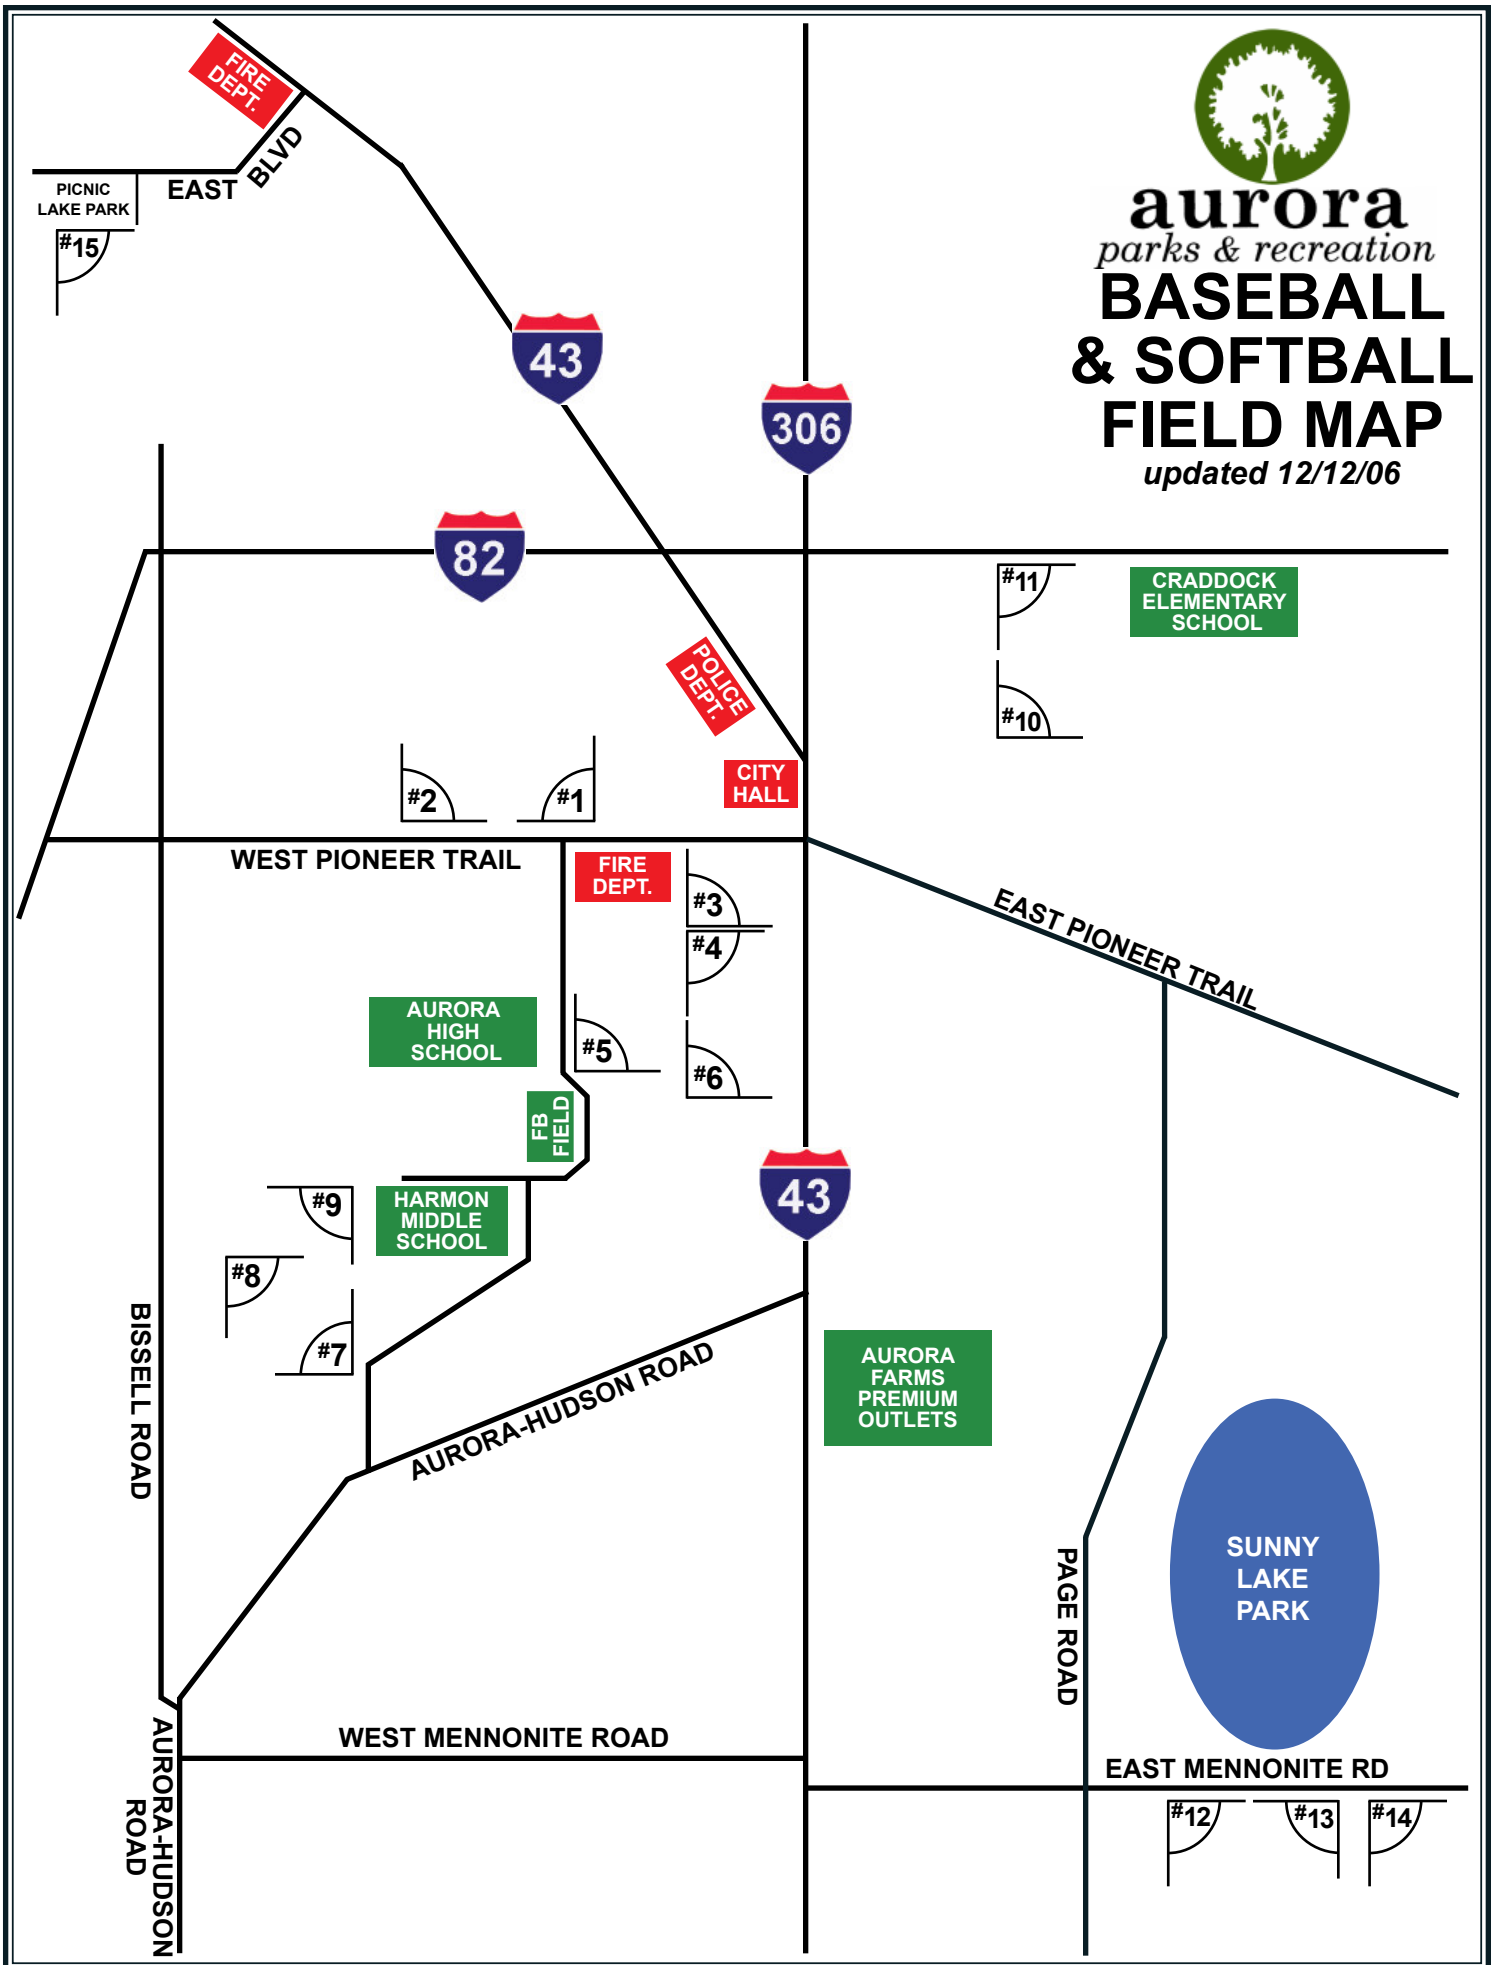 FIRE
DEPT.
EAST BLVD
PICNIC
LAKE PARK
#15
aurora
parks & recreation
BASEBALL
& SOFTBALL
FIELD MAP
updated 12/12/06
43
306
82
#11
CRADDOCK
ELEMENTARY
SCHOOL
#10
POLICE
DEPT.
CITY
HALL
#2
#1
WEST PIONEER TRAIL
FIRE
DEPT.
#3
#4
EAST PIONEER TRAIL
AURORA
HIGH
SCHOOL
#5
#6
FB
FIELD
43
#9
HARMON
MIDDLE
SCHOOL
#8
#7
BISSELL ROAD
AURORA-HUDSON ROAD
AURORA
FARMS
PREMIUM
OUTLETS
PAGE ROAD
SUNNY
LAKE
PARK
AURORA-HUDSON
ROAD
WEST MENNONITE ROAD
EAST MENNONITE RD
#12
#13
#14